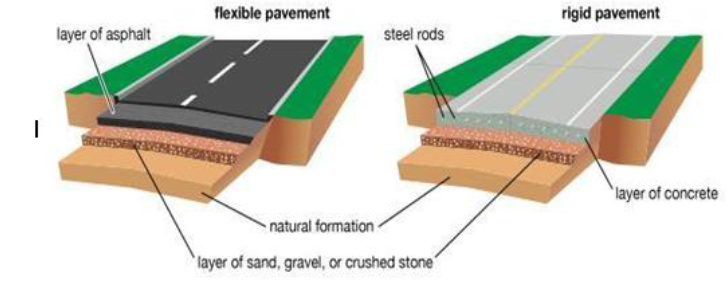 flexible pavement
rigid pavement
layer of asphalt
steel rods
layer of concrete
natural formation
layer of sand, gravel, or crushed stone